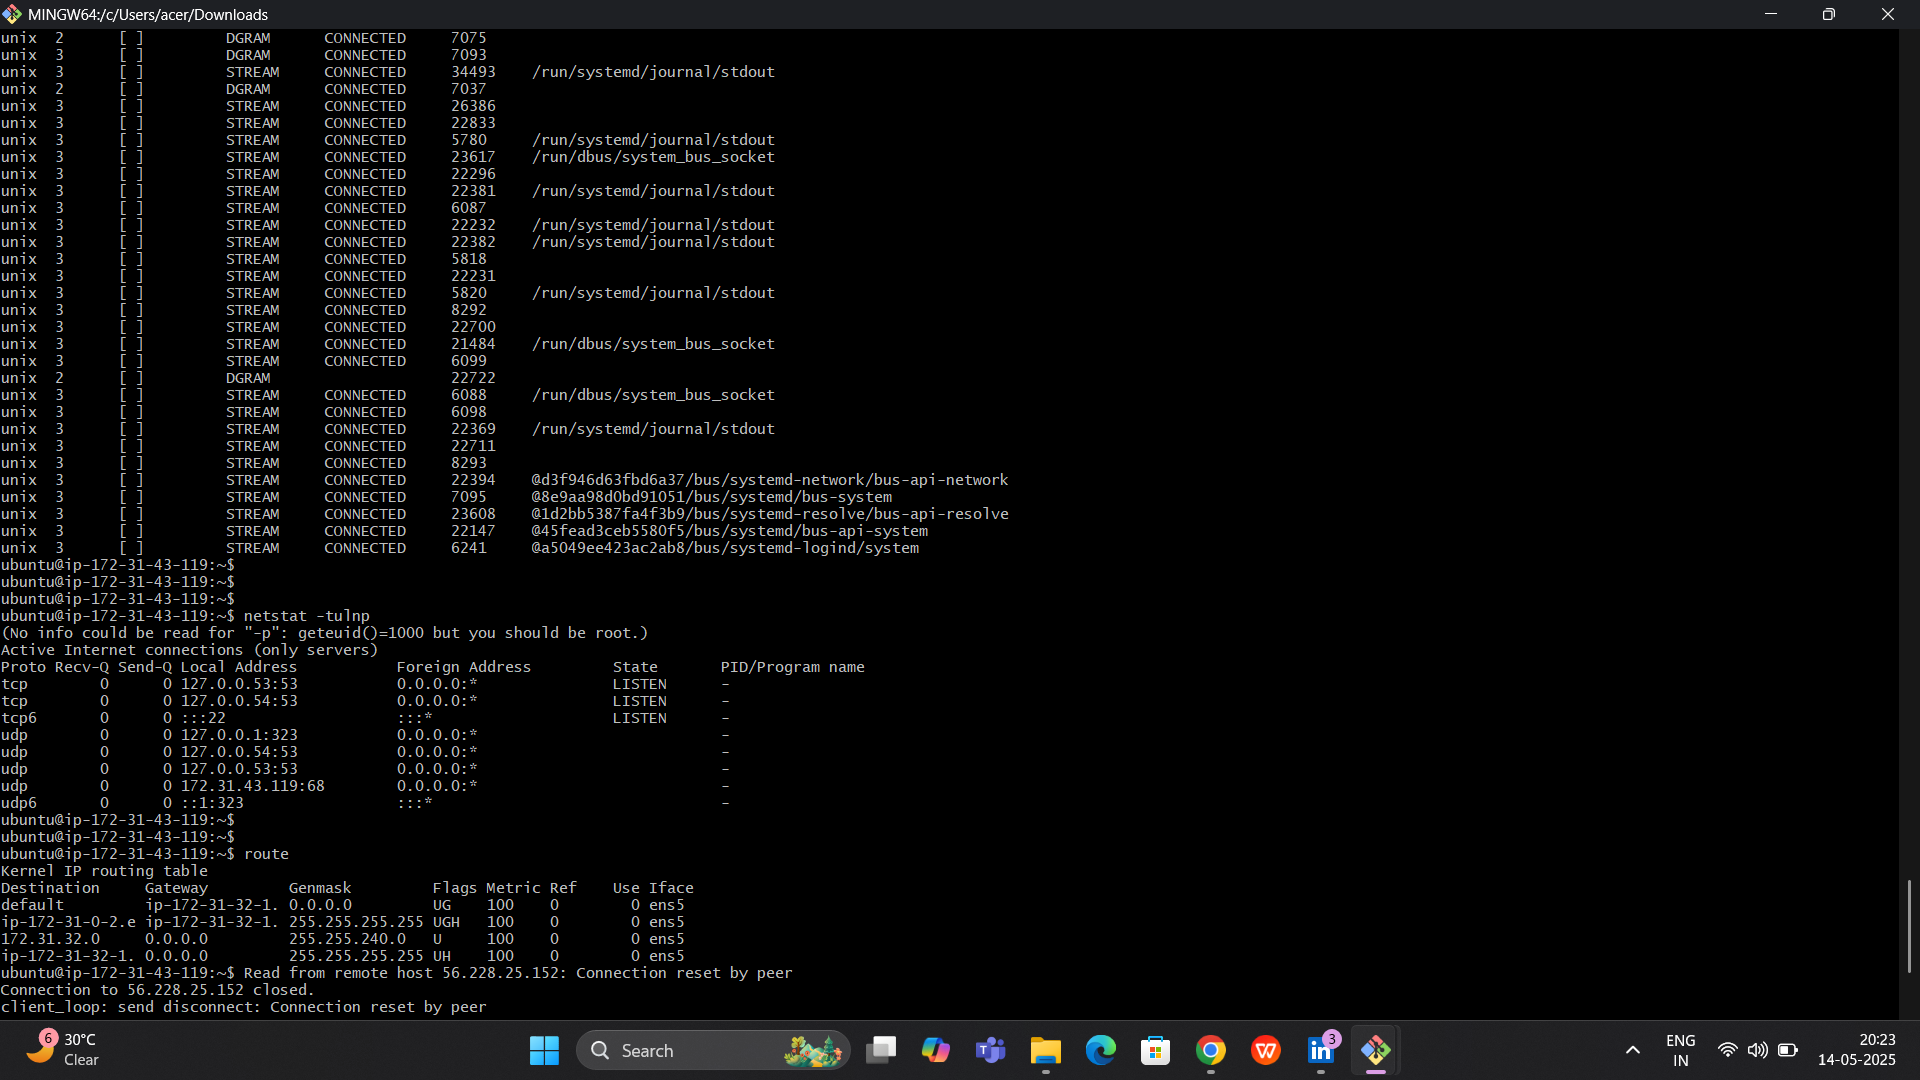 MINGW64:/c/Users/acer/Downloads
unix  2      [ ]         DGRAM      CONNECTED     7075
unix  3      [ ]         DGRAM      CONNECTED     7093
unix  3      [ ]         STREAM     CONNECTED     34493    /run/systemd/journal/stdout
unix  2      [ ]         DGRAM      CONNECTED     7037
unix  3      [ ]         STREAM     CONNECTED     26386
unix  3      [ ]         STREAM     CONNECTED     22833
unix  3      [ ]         STREAM     CONNECTED     5780     /run/systemd/journal/stdout
unix  3      [ ]         STREAM     CONNECTED     23617    /run/dbus/system_bus_socket
unix  3      [ ]         STREAM     CONNECTED     22296
unix  3      [ ]         STREAM     CONNECTED     22381    /run/systemd/journal/stdout
unix  3      [ ]         STREAM     CONNECTED     6087
unix  3      [ ]         STREAM     CONNECTED     22232    /run/systemd/journal/stdout
unix  3      [ ]         STREAM     CONNECTED     22382    /run/systemd/journal/stdout
unix  3      [ ]         STREAM     CONNECTED     5818
unix  3      [ ]         STREAM     CONNECTED     22231
unix  3      [ ]         STREAM     CONNECTED     5820     /run/systemd/journal/stdout
unix  3      [ ]         STREAM     CONNECTED     8292
unix  3      [ ]         STREAM     CONNECTED     22700
unix  3      [ ]         STREAM     CONNECTED     21484    /run/dbus/system_bus_socket
unix  3      [ ]         STREAM     CONNECTED     6099
unix  2      [ ]         DGRAM                    22722
unix  3      [ ]         STREAM     CONNECTED     6088     /run/dbus/system_bus_socket
unix  3      [ ]         STREAM     CONNECTED     6098
unix  3      [ ]         STREAM     CONNECTED     22369    /run/systemd/journal/stdout
unix  3      [ ]         STREAM     CONNECTED     22711
unix  3      [ ]         STREAM     CONNECTED     8293
unix  3      [ ]         STREAM     CONNECTED     22394    @d3f946d63fbd6a37/bus/systemd-network/bus-api-network
unix  3      [ ]         STREAM     CONNECTED     7095     @8e9aa98d0bd91051/bus/systemd/bus-system
unix  3      [ ]         STREAM     CONNECTED     23608    @1d2bb5387fa4f3b9/bus/systemd-resolve/bus-api-resolve
unix  3      [ ]         STREAM     CONNECTED     22147    @45fead3ceb5580f5/bus/systemd/bus-api-system
unix  3      [ ]         STREAM     CONNECTED     6241     @a5049ee423ac2ab8/bus/systemd-logind/system
ubuntu@ip-172-31-43-119:~$
ubuntu@ip-172-31-43-119:~$
ubuntu@ip-172-31-43-119:~$
ubuntu@ip-172-31-43-119:~$ netstat -tulnp
(No info could be read for "-p": geteuid()=1000 but you should be root.)
Active Internet connections (only servers)
Proto Recv-Q Send-Q Local Address           Foreign Address         State       PID/Program name
tcp        0      0 127.0.0.53:53           0.0.0.0:*               LISTEN      -
tcp        0      0 127.0.0.54:53           0.0.0.0:*               LISTEN      -
tcp6       0      0 :::22                   :::*                    LISTEN      -
udp        0      0 127.0.0.1:323           0.0.0.0:*                           -
udp        0      0 127.0.0.54:53           0.0.0.0:*                           -
udp        0      0 127.0.0.53:53           0.0.0.0:*                           -
udp        0      0 172.31.43.119:68        0.0.0.0:*                           -
udp6       0      0 ::1:323                 :::*                                -
ubuntu@ip-172-31-43-119:~$
ubuntu@ip-172-31-43-119:~$
ubuntu@ip-172-31-43-119:~$ route
Kernel IP routing table
Destination     Gateway         Genmask         Flags Metric Ref    Use Iface
default         ip-172-31-32-1. 0.0.0.0         UG    100    0        0 ens5
ip-172-31-0-2.e ip-172-31-32-1. 255.255.255.255 UGH   100    0        0 ens5
172.31.32.0     0.0.0.0         255.255.240.0   U     100    0        0 ens5
ip-172-31-32-1. 0.0.0.0         255.255.255.255 UH    100    0        0 ens5
ubuntu@ip-172-31-43-119:~$ Read from remote host 56.228.25.152: Connection reset by peer
Connection to 56.228.25.152 closed.
client_loop: send disconnect: Connection reset by peer
6
30°C
Clear
Search
3
ENG
IN
20:23
14-05-2025